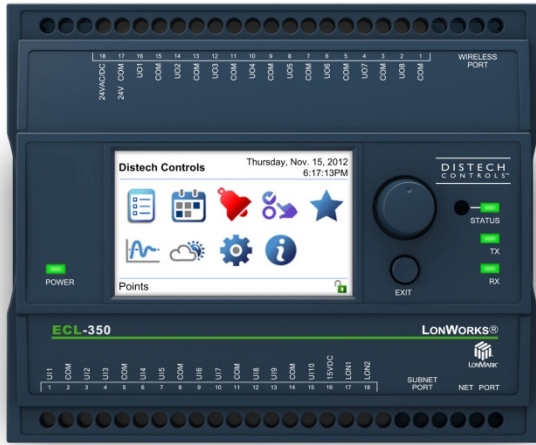 18 17 16 15 14 13 12 11 10 9 8 7 6 5 4 3 2 1
24VAC/DC 24V COM UO1 COM UO2 COM UO3 COM UO4 COM UO5 COM UO6 COM UO7 COM UO8 COM
WIRELESS
PORT
Distech Controls
Thursday, Nov. 15, 2012
6:17:13PM
Points
DISTECH
CONTROLS™
STATUS
TX
RX
POWER
EXIT
ECL-350
LONWORKS®
LONMARK®
UI1 COM UI2 UI3 COM UI4 UI5 COM UI6 UI7 COM UI8 UI9 COM UI10 15VDC LON1 LON2
1 2 3 4 5 6 7 8 9 10 11 12 13 14 15 16 17 18
SUBNET
PORT
NET PORT